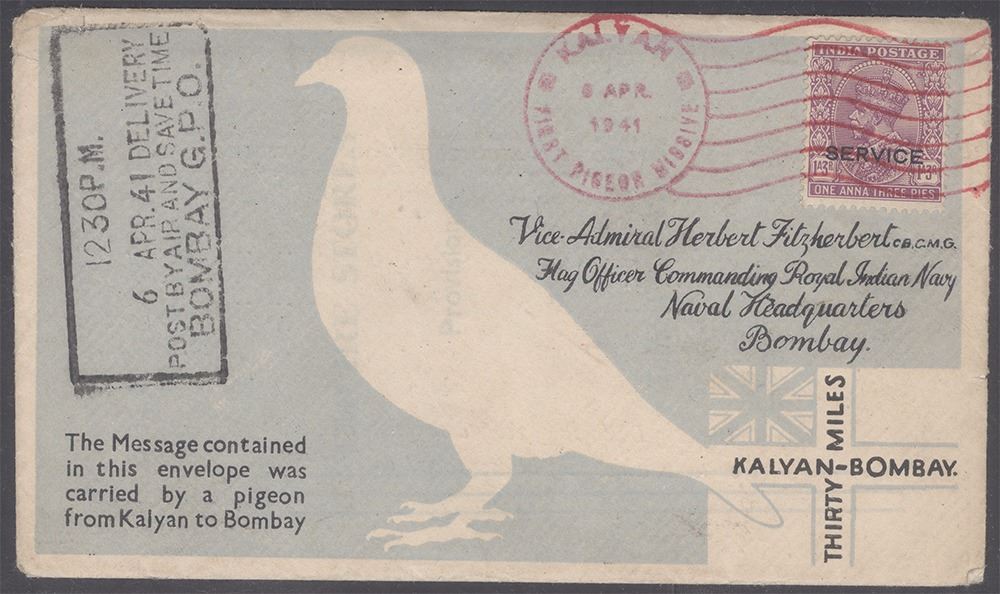 12 30 P.M.
6 APR. 41 DELIVERY
POST BY AIR AND SAVE TIME
BOMBAY G.P.O.
KALYAN
6 APR.
1941
FIRST PIGEON MISSIVE
INDIA POSTAGE
SERVICE
1A3P 1A3P
ONE ANNA THREE PIES
Vice-Admiral Herbert Fitzherbert C.B., C.M.G.
Flag Officer Commanding Royal Indian Navy
Naval Headquarters
Bombay.
The Message contained
in this envelope was
carried by a pigeon
from Kalyan to Bombay
KALYAN-BOMBAY.
THIRTY MILES